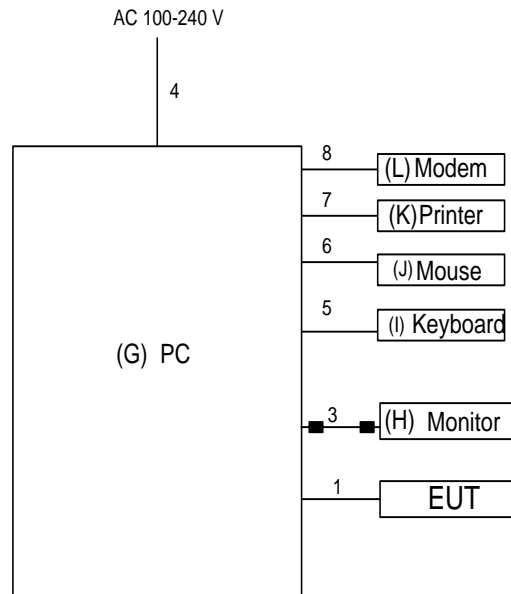 AC 100-240 V
4
8
(L) Modem
7
(K) Printer
6
(J) Mouse
5
(I) Keyboard
(G) PC
3
(H) Monitor
1
EUT